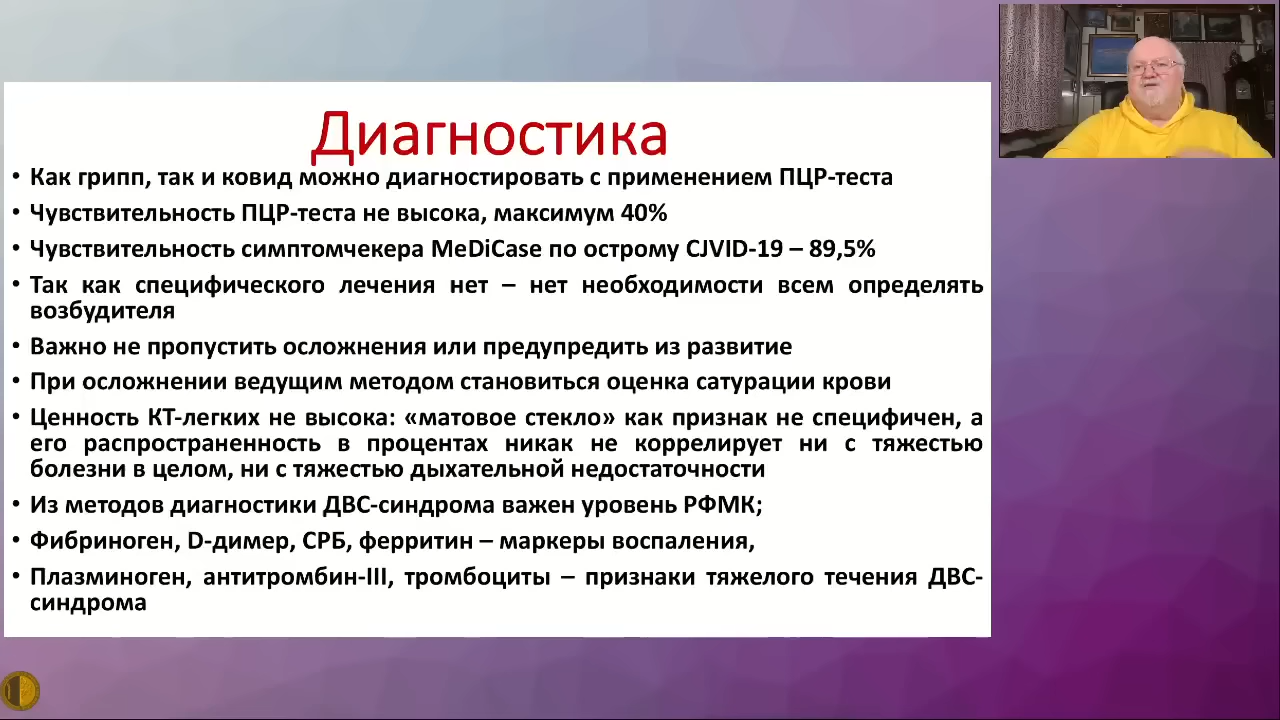 Диагностика
• Как грипп, так и ковид можно диагностировать с применением ПЦР-теста
• Чувствительность ПЦР-теста не высока, максимум 40%
• Чувствительность симптомчекера MeDiCase по острому CJVID-19 – 89,5%
• Так как специфического лечения нет – нет необходимости всем определять
возбудителя
• Важно не пропустить осложнения или предупредить из развитие
• При осложнении ведущим методом становиться оценка сатурации крови
• Ценность КТ-легких не высока: «матовое стекло» как признак не специфичен, а
его распространенность в процентах никак не коррелирует ни с тяжестью
болезни в целом, ни с тяжестью дыхательной недостаточности
• Из методов диагностики ДВС-синдрома важен уровень РФМК;
• Фибриноген, D-димер, СРБ, ферритин – маркеры воспаления,
• Плазминоген, антитромбин-III, тромбоциты – признаки тяжелого течения ДВС-
синдрома